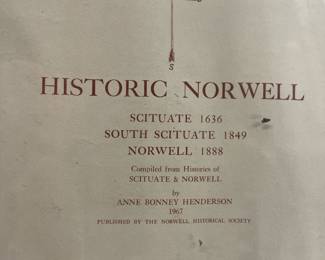 S
HISTORIC NORWELL
SCITUATE 1636
SOUTH SCITUATE 1849
NORWELL 1888
Compiled from Histories of
SCITUATE & NORWELL
by
ANNE BONNEY HENDERSON
1967
PUBLISHED BY THE NORWELL HISTORICAL SOCIETY